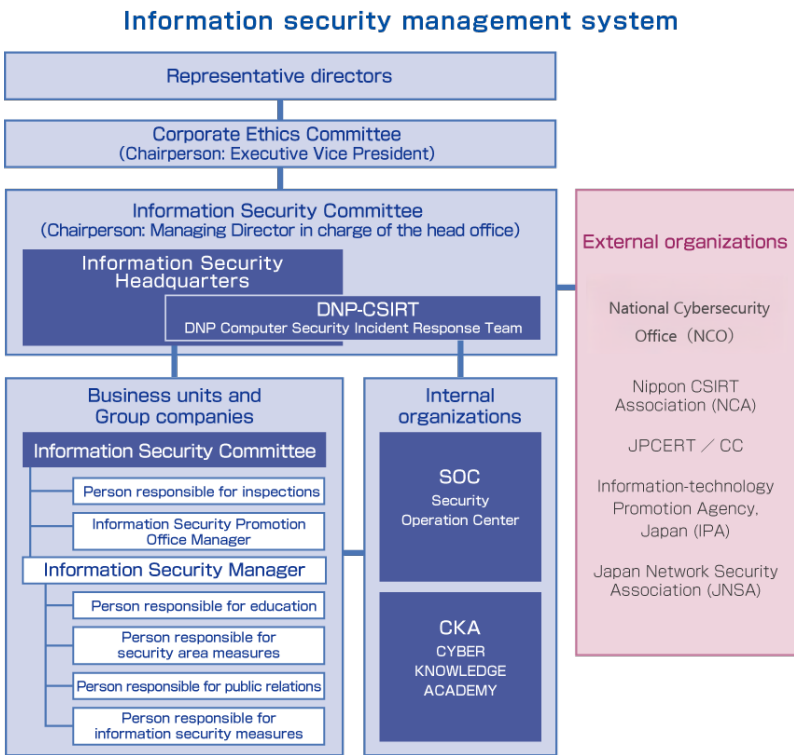 Information security management system
Representative directors
Corporate Ethics Committee
(Chairperson: Executive Vice President)
Information Security Committee
(Chairperson: Managing Director in charge of the head office)
Information Security
Headquarters
DNP-CSIRT
DNP Computer Security Incident Response Team
Business units and
Group companies
Information Security Committee
Person responsible for inspections
Information Security Promotion
Office Manager
Information Security Manager
Person responsible for education
Person responsible for
security area measures
Person responsible for public relations
Person responsible for
information security measures
Internal
organizations
SOC
Security
Operation Center
CKA
CYBER
KNOWLEDGE
ACADEMY
External organizations
National Cybersecurity
Office（NCO）
Nippon CSIRT
Association (NCA)
JPCERT ／ CC
Information-technology
Promotion Agency,
Japan (IPA)
Japan Network Security
Association (JNSA)